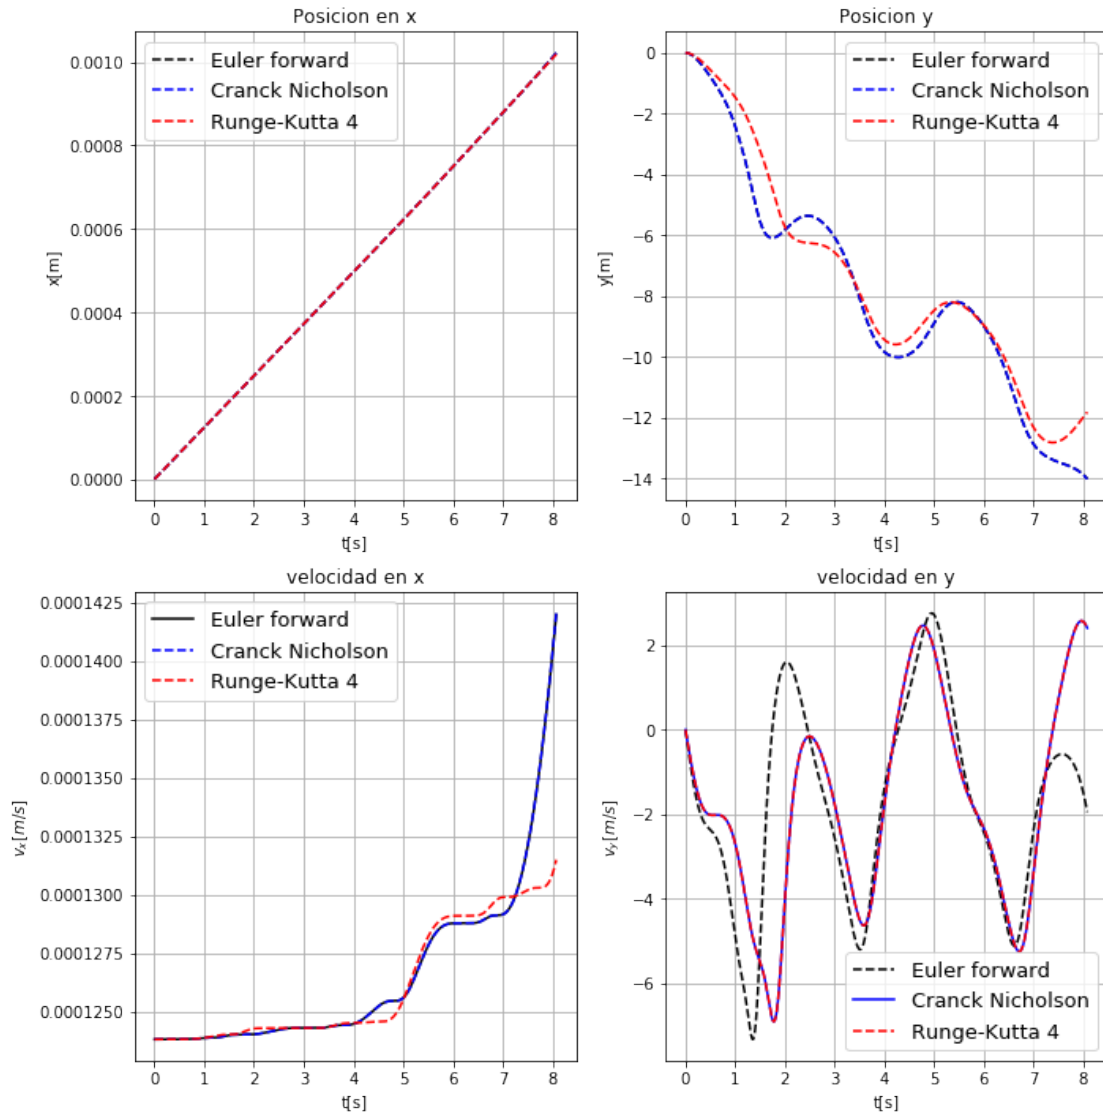 Posicion en x
Euler forward
Cranck Nicholson
Runge-Kutta 4
0.0010
0.0008
0.0006
0.0004
0.0002
0.0000
x[m]
0 1 2 3 4 5 6 7 8
t[s]
Posicion y
Euler forward
Cranck Nicholson
Runge-Kutta 4
0
−2
−4
−6
−8
−10
−12
−14
y[m]
0 1 2 3 4 5 6 7 8
t[s]
velocidad en x
Euler forward
Cranck Nicholson
Runge-Kutta 4
0.0001425
0.0001400
0.0001375
0.0001350
0.0001325
0.0001300
0.0001275
0.0001250
vₓ[m/s]
0 1 2 3 4 5 6 7 8
t[s]
velocidad en y
2
0
−2
−4
−6
v_y[m/s]
Euler forward
Cranck Nicholson
Runge-Kutta 4
0 1 2 3 4 5 6 7 8
t[s]